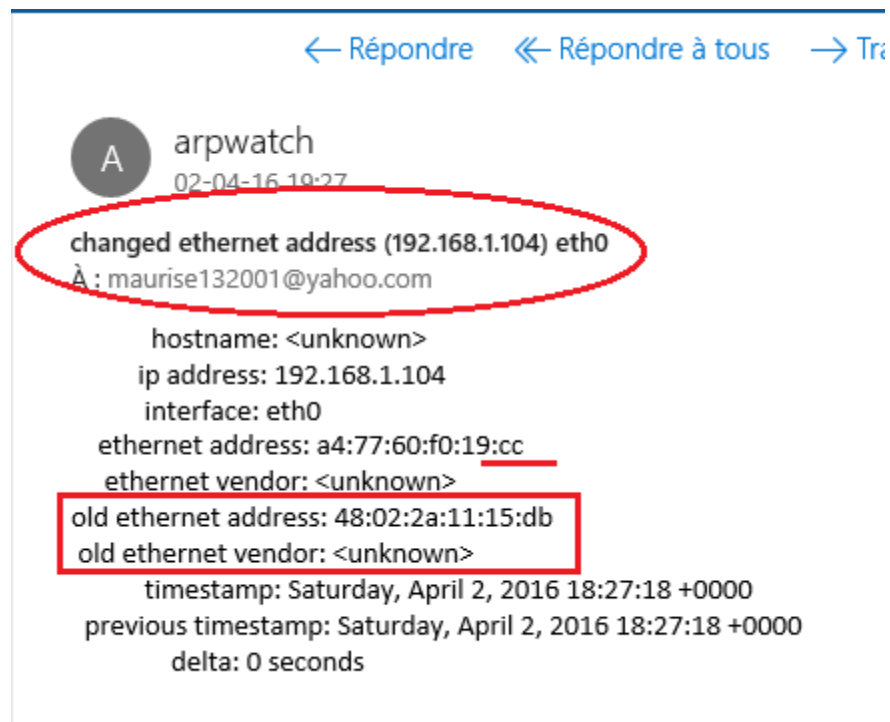 Répondre Répondre à tous Tra
A
arpwatch
02-04-16 19:27
changed ethernet address (192.168.1.104) eth0
À : maurise132001@yahoo.com
hostname: <unknown>
ip address: 192.168.1.104
interface: eth0
ethernet address: a4:77:60:f0:19:cc
ethernet vendor: <unknown>
old ethernet address: 48:02:2a:11:15:db
old ethernet vendor: <unknown>
timestamp: Saturday, April 2, 2016 18:27:18 +0000
previous timestamp: Saturday, April 2, 2016 18:27:18 +0000
delta: 0 seconds